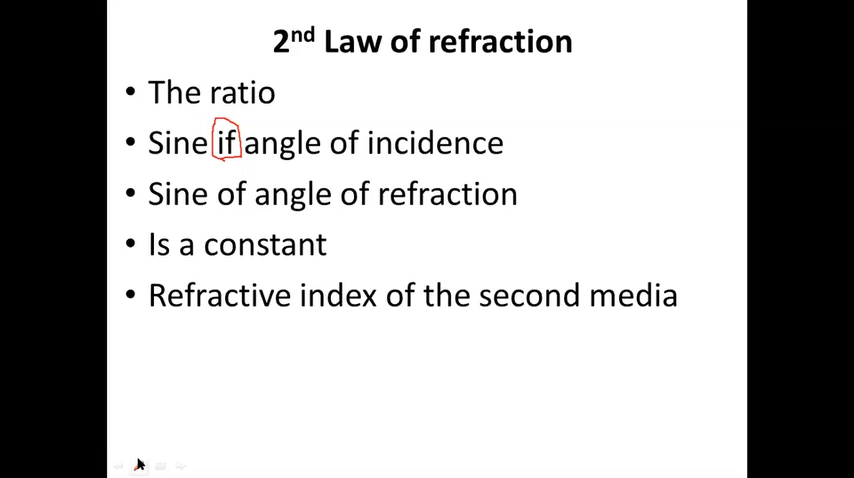 2nd Law of refraction
• The ratio
• Sine if angle of incidence
• Sine of angle of refraction
• Is a constant
• Refractive index of the second media